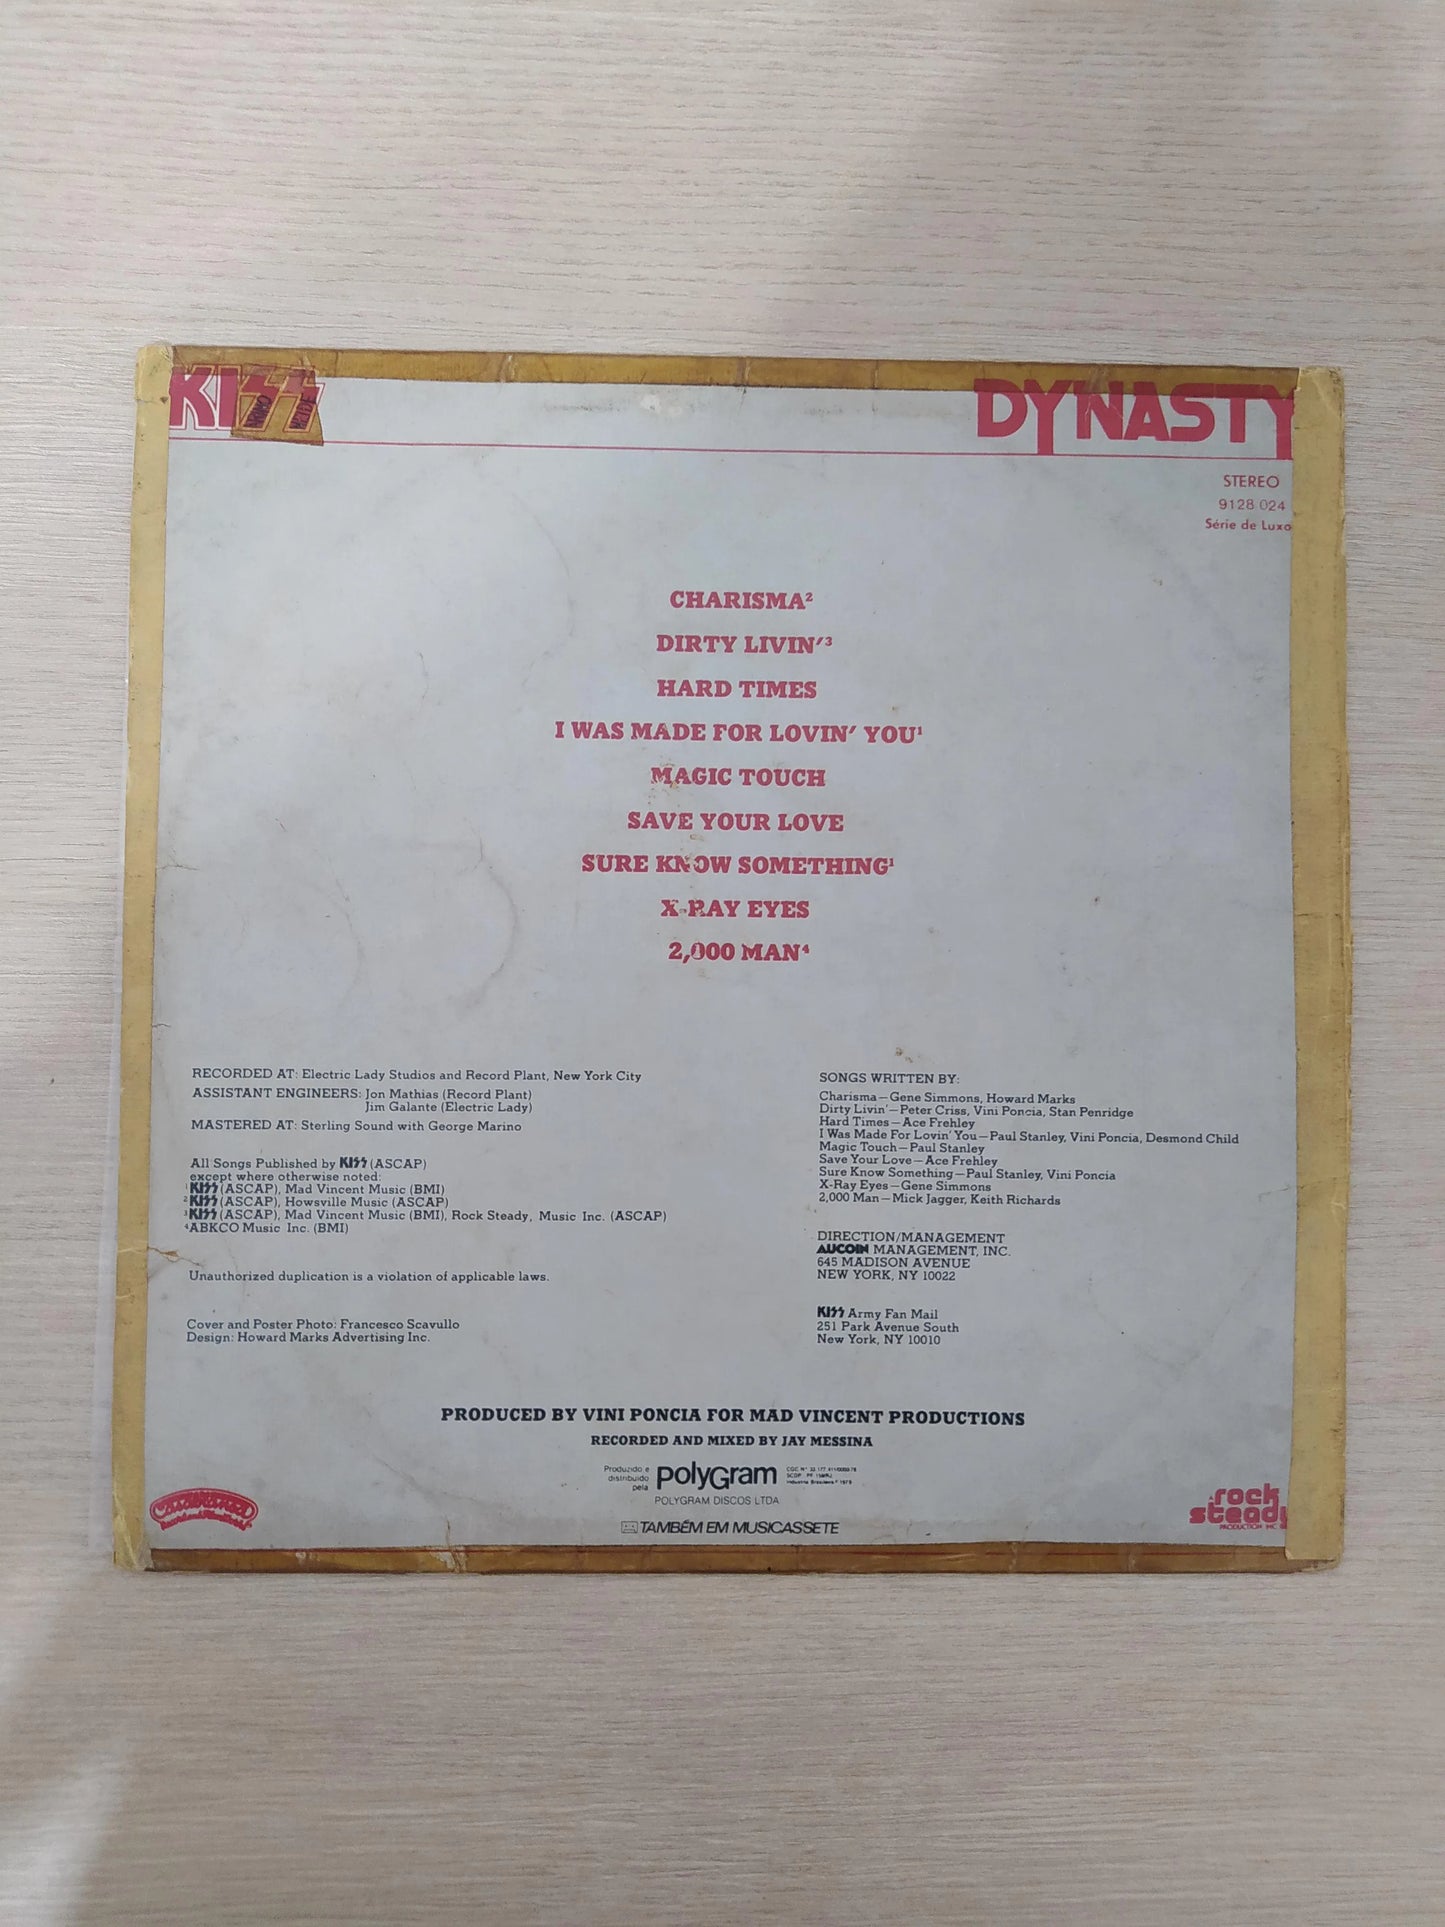 KISS
DYNASTY
STEREO
9128 024
Série de Luxo
CHARISMA²
DIRTY LIVIN'³
HARD TIMES
I WAS MADE FOR LOVIN' YOU¹
MAGIC TOUCH
SAVE YOUR LOVE
SURE KNOW SOMETHING¹
X-RAY EYES
2,000 MAN⁴
RECORDED AT: Electric Lady Studios and Record Plant, New York City
ASSISTANT ENGINEERS: Jon Mathias (Record Plant)
Jim Galante (Electric Lady)
MASTERED AT: Sterling Sound with George Marino
All Songs Published by KISS (ASCAP)
except where otherwise noted:
¹KISS (ASCAP), Mad Vincent Music (BMI)
²KISS (ASCAP), Howsville Music (ASCAP)
³KISS (ASCAP), Mad Vincent Music (BMI), Rock Steady, Music Inc. (ASCAP)
⁴ABKCO Music Inc. (BMI)
Unauthorized duplication is a violation of applicable laws.
Cover and Poster Photo: Francesco Scavullo
Design: Howard Marks Advertising Inc.
SONGS WRITTEN BY:
Charisma—Gene Simmons, Howard Marks
Dirty Livin'—Peter Criss, Vini Poncia, Stan Penridge
Hard Times—Ace Frehley
I Was Made For Lovin' You—Paul Stanley, Vini Poncia, Desmond Child
Magic Touch—Paul Stanley
Save Your Love—Ace Frehley
Sure Know Something—Paul Stanley, Vini Poncia
X-Ray Eyes—Gene Simmons
2,000 Man—Mick Jagger, Keith Richards
DIRECTION/MANAGEMENT
AUCOIN MANAGEMENT, INC.
645 MADISON AVENUE
NEW YORK, NY 10022
KISS Army Fan Mail
251 Park Avenue South
New York, NY 10010
PRODUCED BY VINI PONCIA FOR MAD VINCENT PRODUCTIONS
RECORDED AND MIXED BY JAY MESSINA
Produzido e
distribuido
pela
polyGram
POLYGRAM DISCOS LTDA
TAMBÉM EM MUSICASSETE
Casablanca
rock
steady